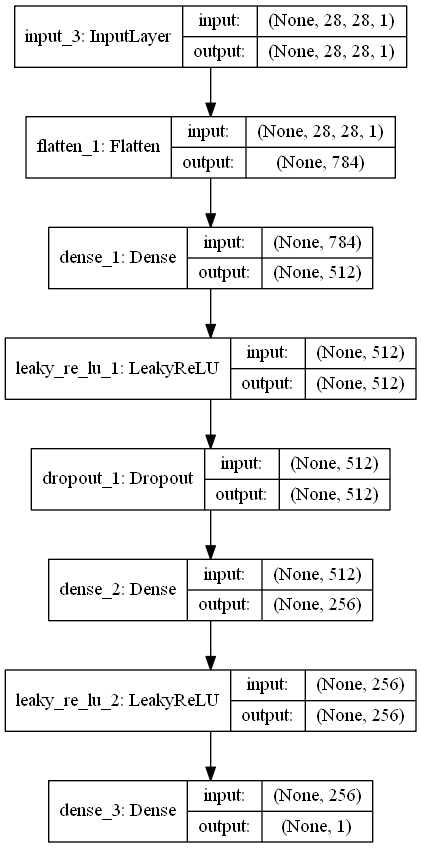 input_3: InputLayer
input: (None, 28, 28, 1)
output: (None, 28, 28, 1)
flatten_1: Flatten
input: (None, 28, 28, 1)
output: (None, 784)
dense_1: Dense
input: (None, 784)
output: (None, 512)
leaky_re_lu_1: LeakyReLU
input: (None, 512)
output: (None, 512)
dropout_1: Dropout
input: (None, 512)
output: (None, 512)
dense_2: Dense
input: (None, 512)
output: (None, 256)
leaky_re_lu_2: LeakyReLU
input: (None, 256)
output: (None, 256)
dense_3: Dense
input: (None, 256)
output: (None, 1)